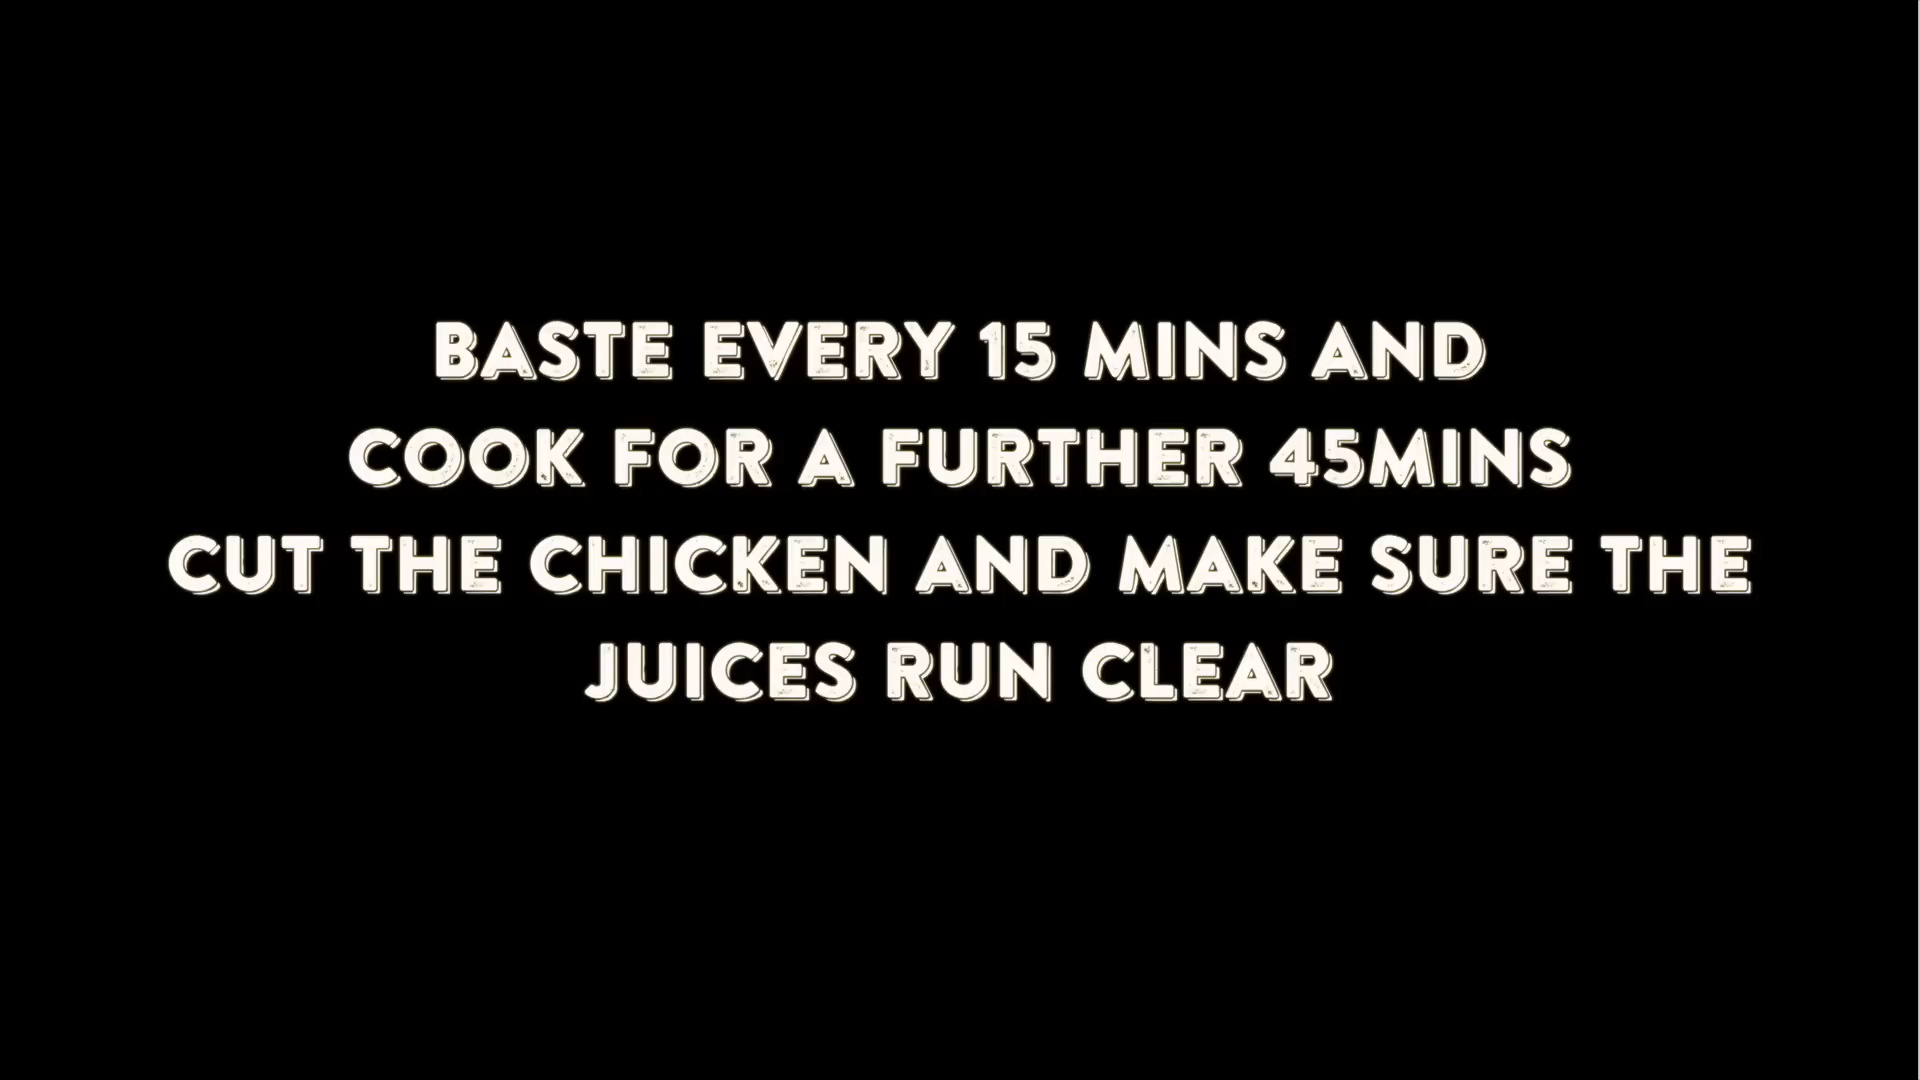 BASTE EVERY 15 MINS AND
COOK FOR A FURTHER 45MINS
CUT THE CHICKEN AND MAKE SURE THE
JUICES RUN CLEAR